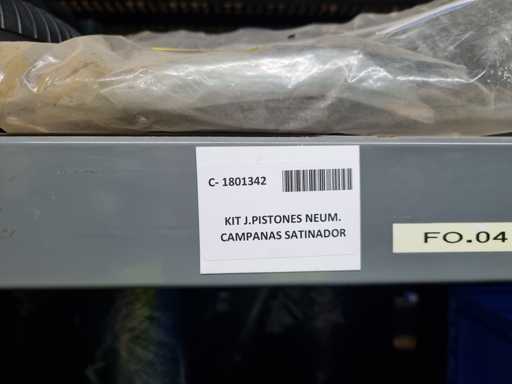 C- 1801342
KIT J.PISTONES NEUM.
CAMPANAS SATINADOR
FO.04